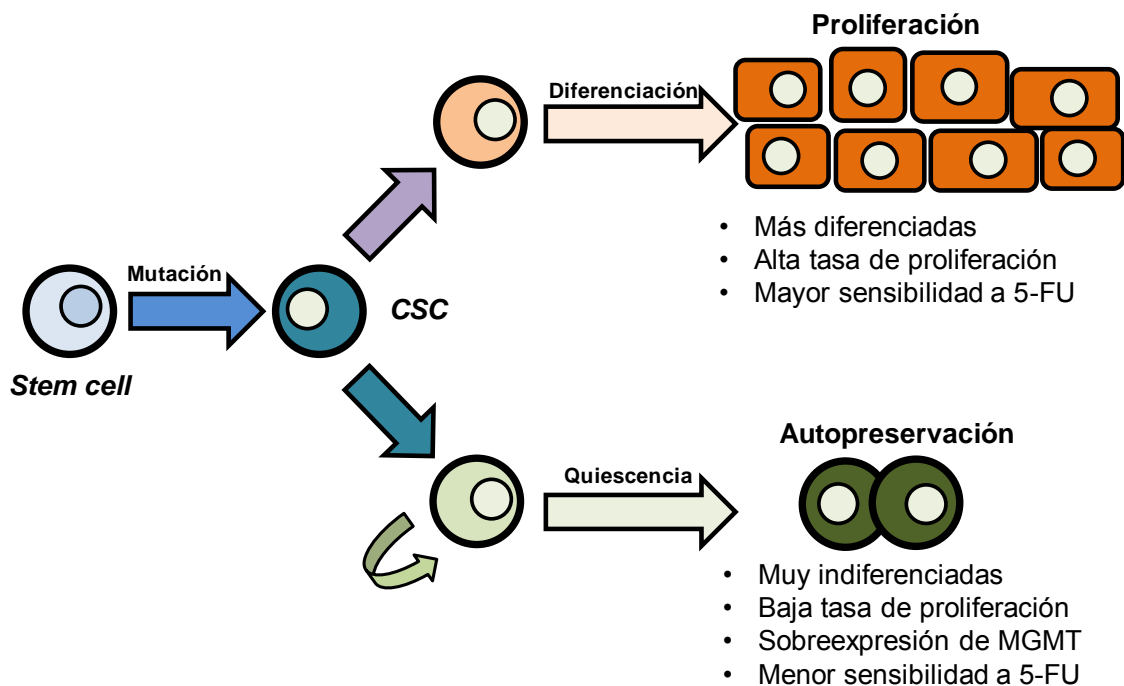 Proliferación
Diferenciación
• Más diferenciadas
• Alta tasa de proliferación
• Mayor sensibilidad a 5-FU
Mutación
CSC
Stem cell
Autopreservación
Quiescencia
• Muy indiferenciadas
• Baja tasa de proliferación
• Sobreexpresión de MGMT
• Menor sensibilidad a 5-FU